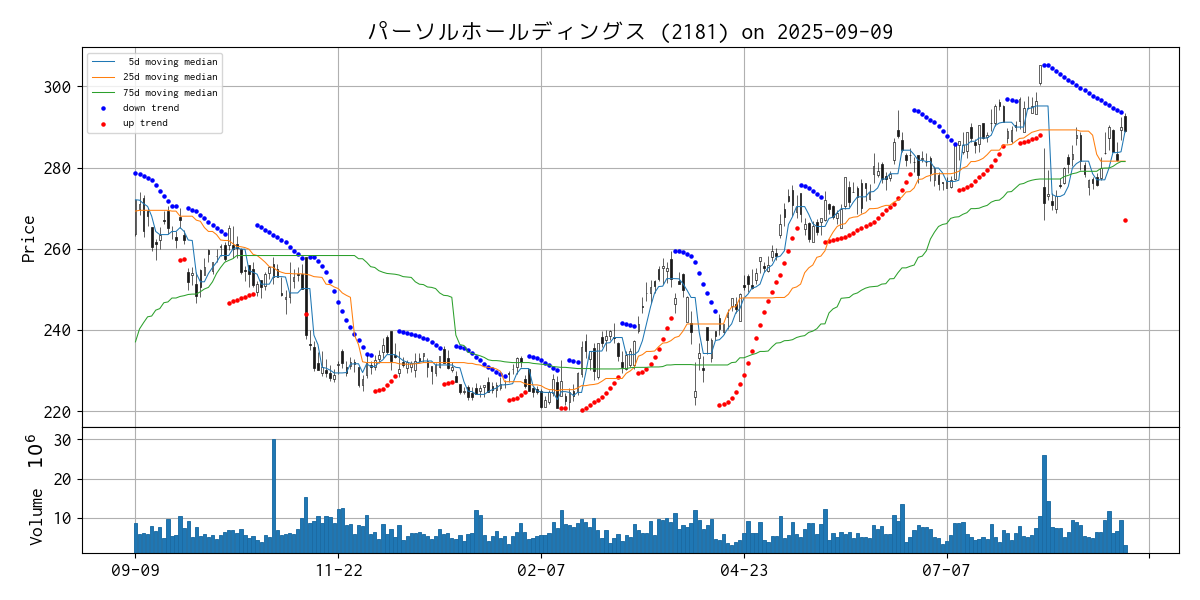 パーソルホールディングス (2181) on 2025-09-09
5d moving median
25d moving median
75d moving median
down trend
up trend
Price
300
280
260
240
220
Volume 10^6
30
20
10
09-09 11-22 02-07 04-23 07-07